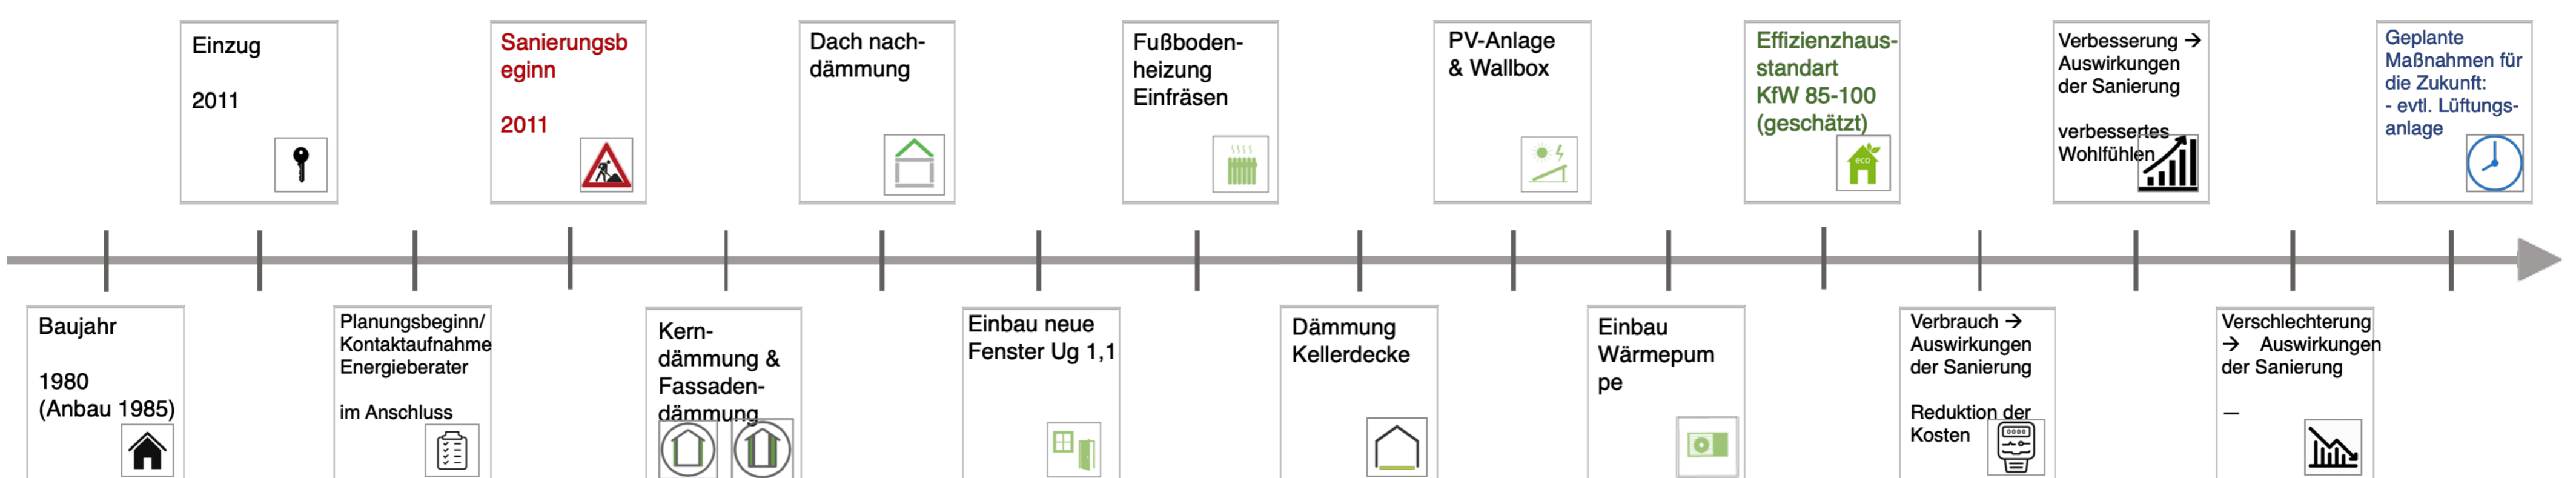 Einzug
2011
Sanierungsb
eginn
2011
Dach nach-
dämmung
Fußboden-
heizung
Einfräsen
PV-Anlage
& Wallbox
Effizienzhaus-
standart
KfW 85-100
(geschätzt)
eco
Verbesserung →
Auswirkungen
der Sanierung
verbessertes
Wohlfühlen
Geplante
Maßnahmen für
die Zukunft:
- evtl. Lüftungs-
anlage
Baujahr
1980
(Anbau 1985)
Planungsbeginn/
Kontaktaufnahme
Energieberater
im Anschluss
Kern-
dämmung &
Fassaden-
dämmung
Einbau neue
Fenster Ug 1,1
Dämmung
Kellerdecke
Einbau
Wärmepum
pe
Verbrauch →
Auswirkungen
der Sanierung
Reduktion der
Kosten
0000
Verschlechterung
→ Auswirkungen
der Sanierung
—